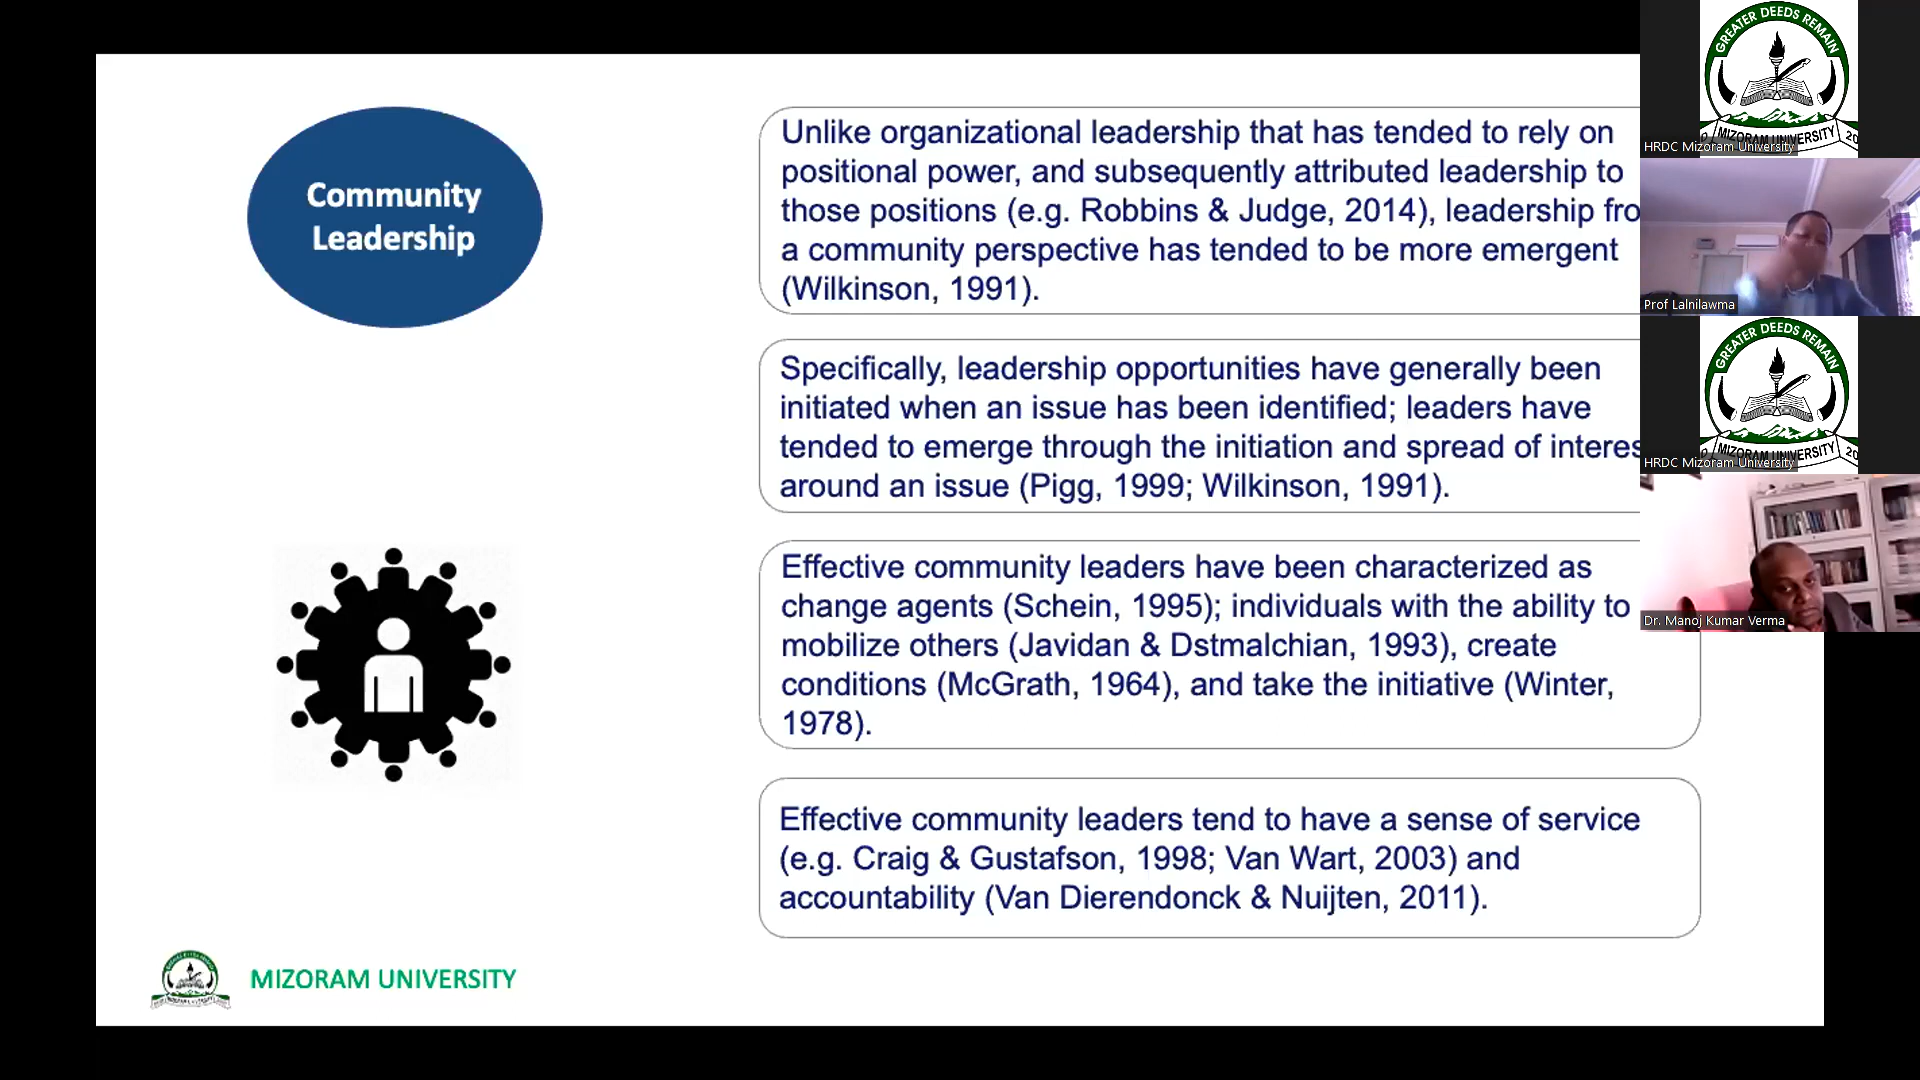 Community
Leadership
Unlike organizational leadership that has tended to rely on
positional power, and subsequently attributed leadership to
those positions (e.g. Robbins & Judge, 2014), leadership fro
a community perspective has tended to be more emergent
(Wilkinson, 1991).
Specifically, leadership opportunities have generally been
initiated when an issue has been identified; leaders have
tended to emerge through the initiation and spread of interes
around an issue (Pigg, 1999; Wilkinson, 1991).
Effective community leaders have been characterized as
change agents (Schein, 1995); individuals with the ability to
mobilize others (Javidan & Dstmalchian, 1993), create
conditions (McGrath, 1964), and take the initiative (Winter,
1978).
Effective community leaders tend to have a sense of service
(e.g. Craig & Gustafson, 1998; Van Wart, 2003) and
accountability (Van Dierendonck & Nuijten, 2011).
MIZORAM UNIVERSITY
GREATER DEEDS REMAIN
MIZORAM UNIVERSITY
HRDC Mizoram University
Prof Lalnilawma
GREATER DEEDS REMAIN
MIZORAM UNIVERSITY
HRDC Mizoram University
Dr. Manoj Kumar Verma